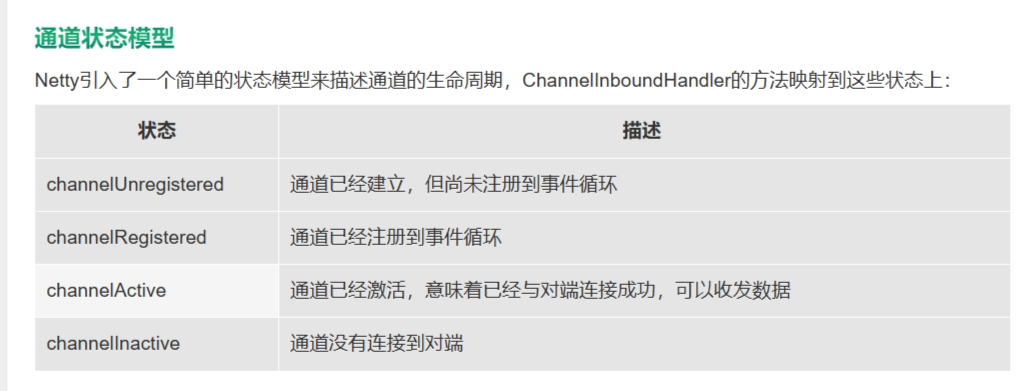 通道状态模型
Netty引入了一个简单的状态模型来描述通道的生命周期，ChannelInboundHandler的方法映射到这些状态上：
状态 描述
channelUnregistered 通道已经建立，但尚未注册到事件循环
channelRegistered 通道已经注册到事件循环
channelActive 通道已经激活，意味着已经与对端连接成功，可以收发数据
channelInactive 通道没有连接到对端